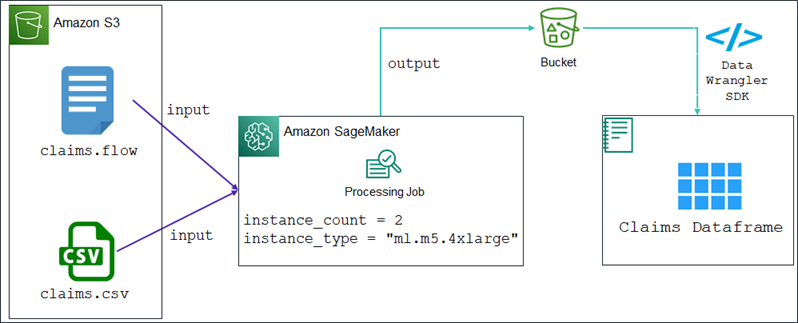 Amazon S3
claims.flow
CSV
claims.csv
input
input
Amazon SageMaker
Processing Job
instance_count = 2
instance_type = "ml.m5.4xlarge"
output
Bucket
Data
Wrangler
SDK
Claims Dataframe